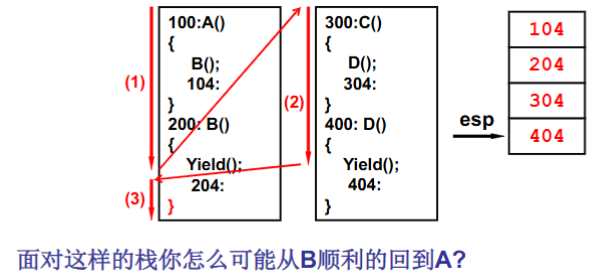 100:A()
{
B();
104:
}
200: B()
{
Yield();
204:
}
(1)
(2)
(3)
300:C()
{
D();
304:
}
400: D()
{
Yield();
404:
}
esp
104
204
304
404
面对这样的栈你怎么可能从B顺利的回到A?